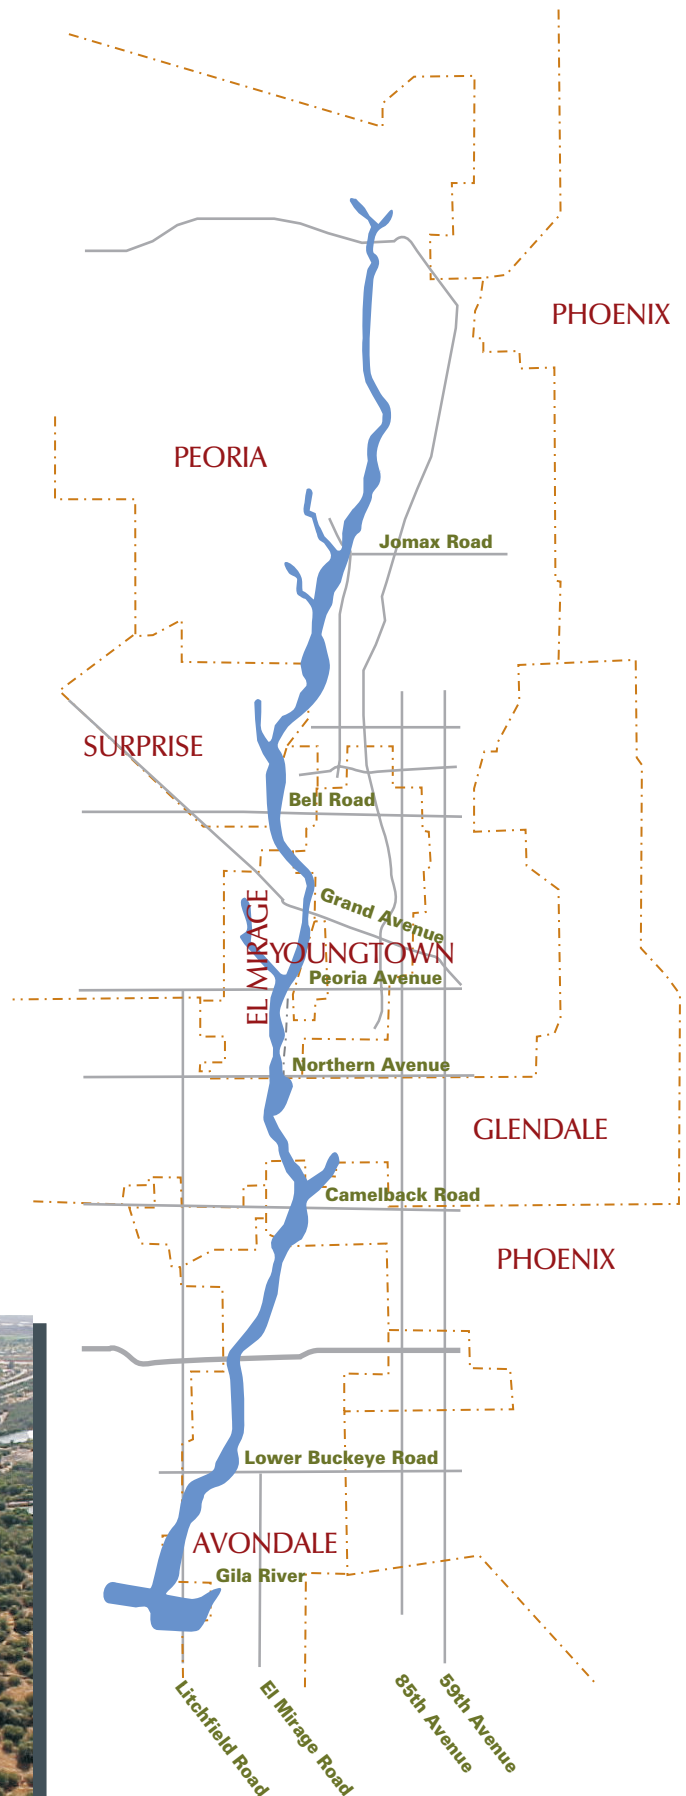 PHOENIX
PEORIA
Jomax Road
SURPRISE
Bell Road
Grand Avenue
EL MIRAGE
YOUNGTOWN
Peoria Avenue
Northern Avenue
GLENDALE
Camelback Road
PHOENIX
Lower Buckeye Road
AVONDALE
Gila River
Litchfield Road
El Mirage Road
85th Avenue
59th Avenue